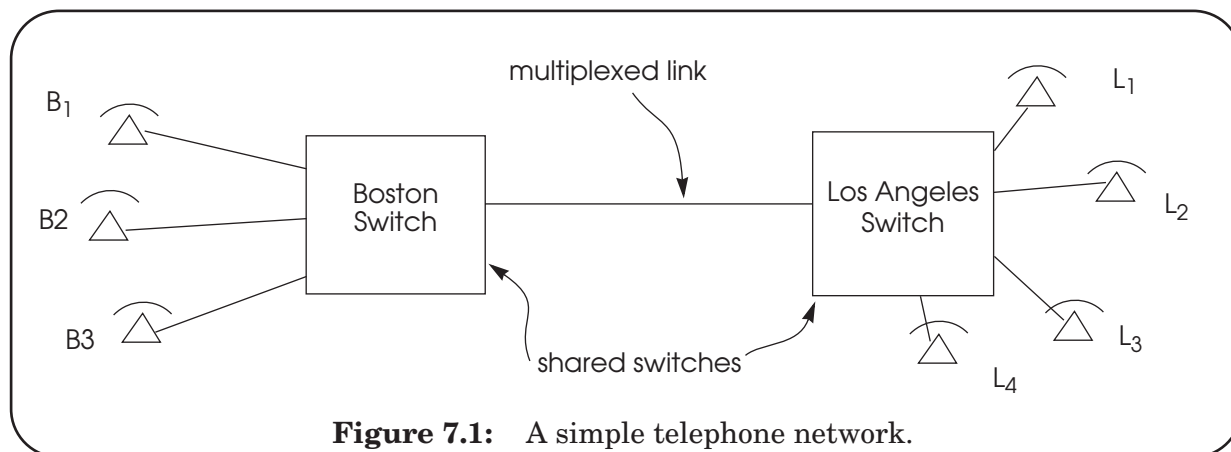 multiplexed link
B1
L1
Boston
Switch
Los Angeles
Switch
B2
L2
B3
L3
shared switches
L4
Figure 7.1: A simple telephone network.